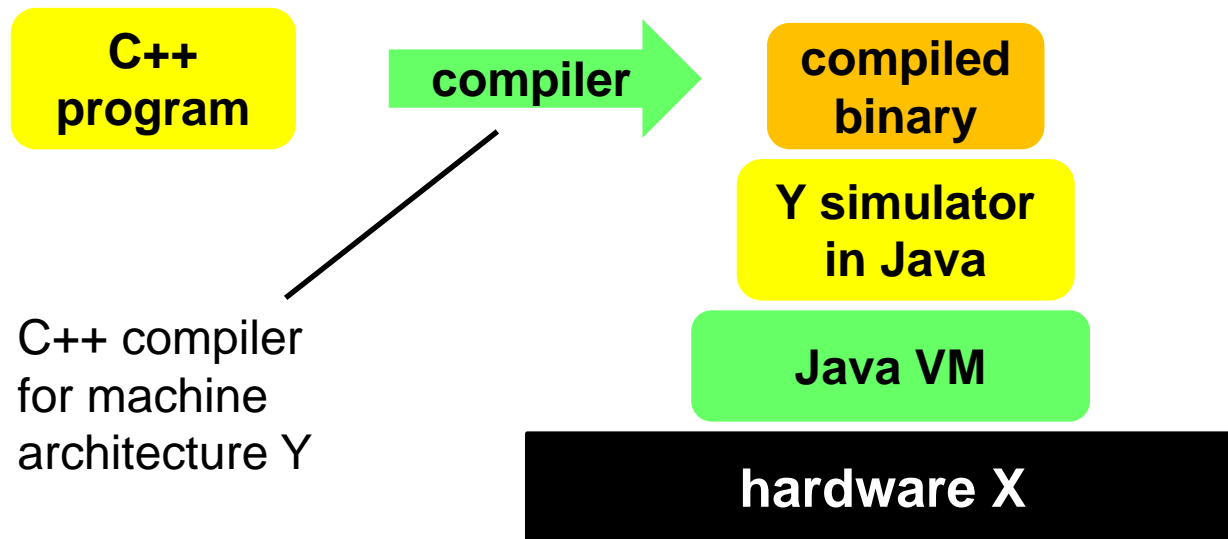 C++
program
compiler
compiled
binary
Y simulator
in Java
C++ compiler
for machine
architecture Y
Java VM
hardware X